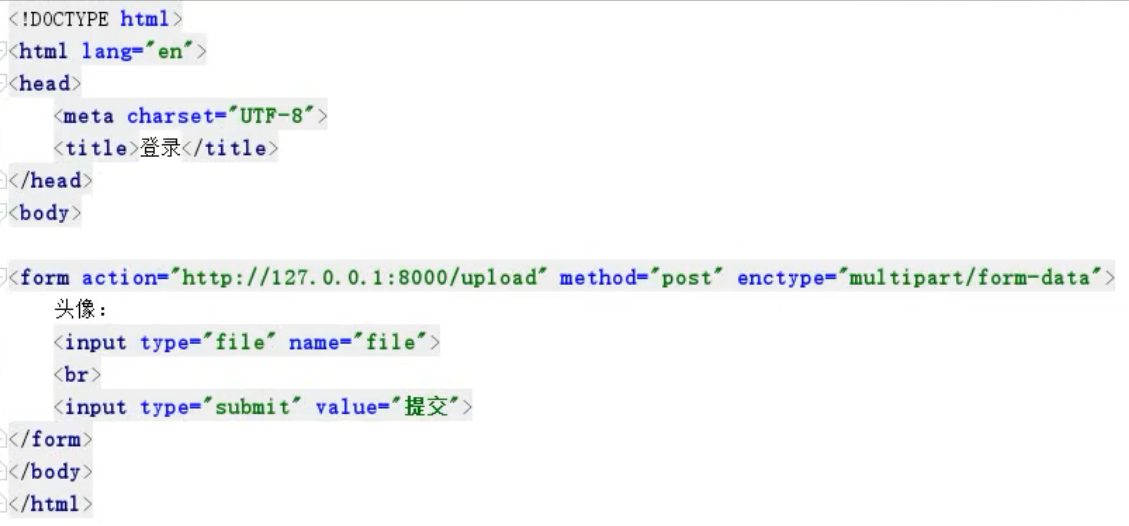 <!DOCTYPE html>
<html lang="en">
<head>
    <meta charset="UTF-8">
    <title>登录</title>
</head>
<body>

<form action="http://127.0.0.1:8000/upload" method="post" enctype="multipart/form-data">
    头像：
    <input type="file" name="file">
    <br>
    <input type="submit" value="提交">
</form>
</body>
</html>